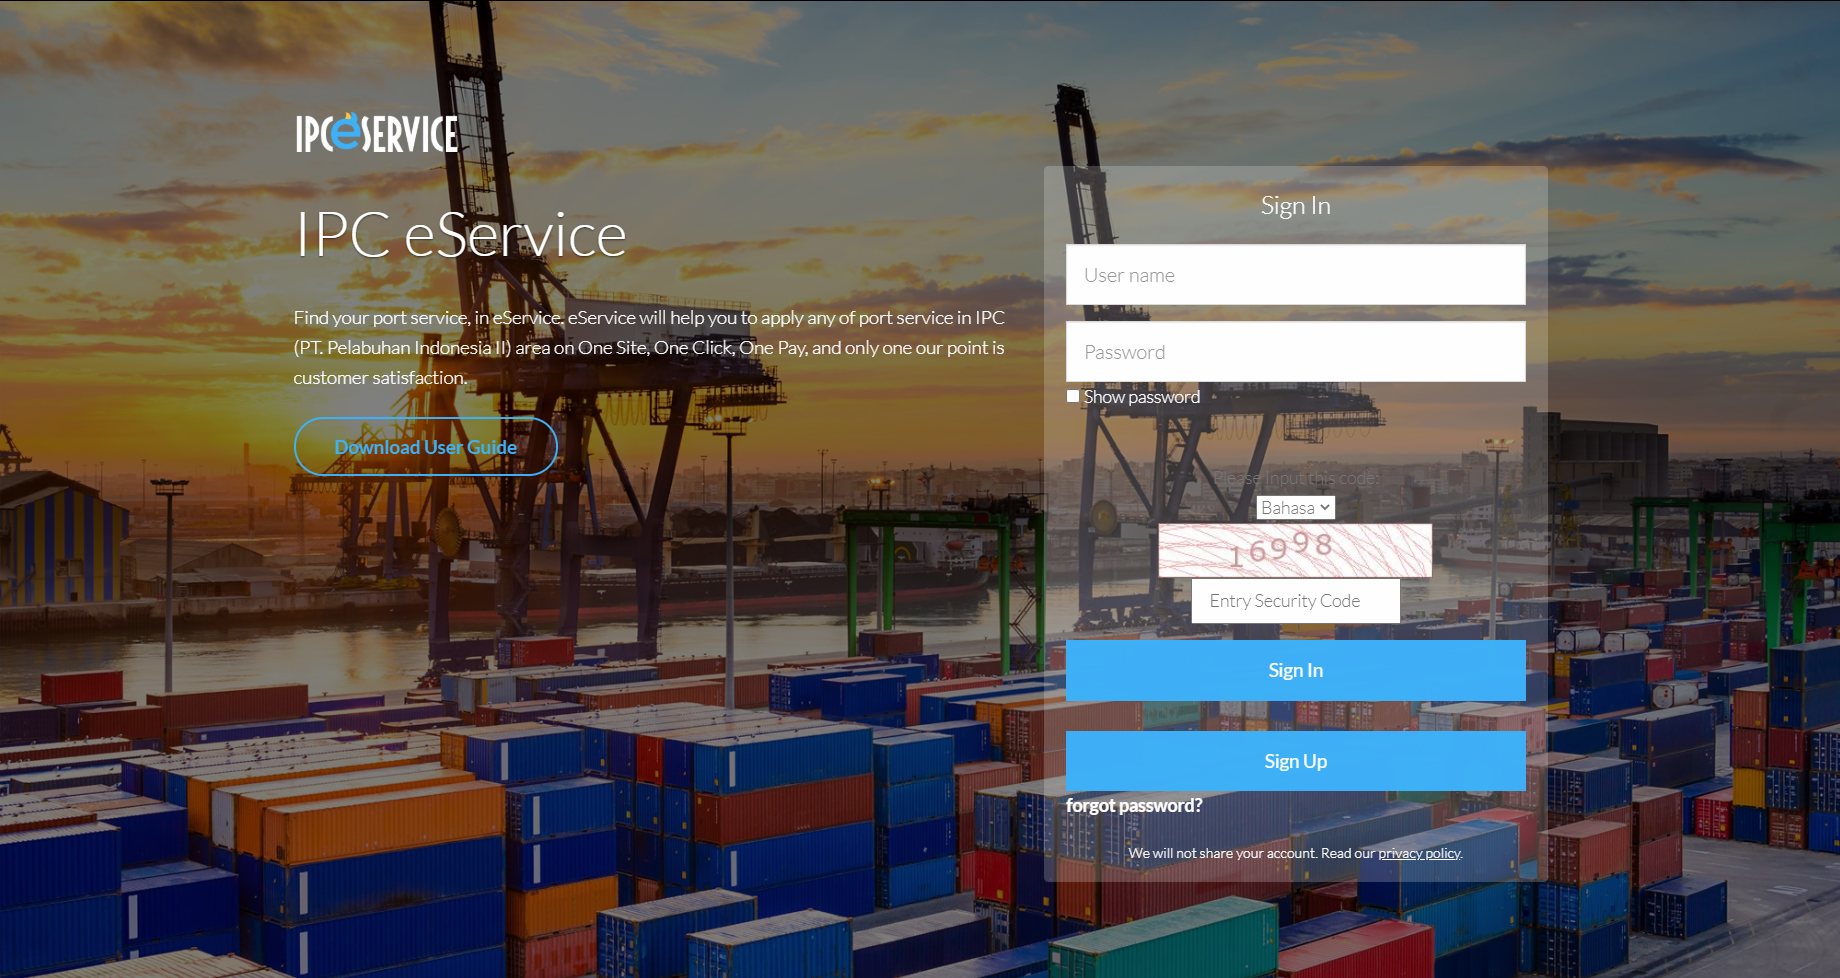 IPCeSERVICE
IPC eService
Find your port service, in eService. eService will help you to apply any of port service in IPC
(PT. Pelabuhan Indonesia II) area on One Site, One Click, One Pay, and only one our point is
customer satisfaction.
Download User Guide
Sign In
User name
Password
Show password
Please Input this code:
Bahasa
16998
Entry Security Code
Sign In
Sign Up
forgot password?
We will not share your account. Read our privacy policy.